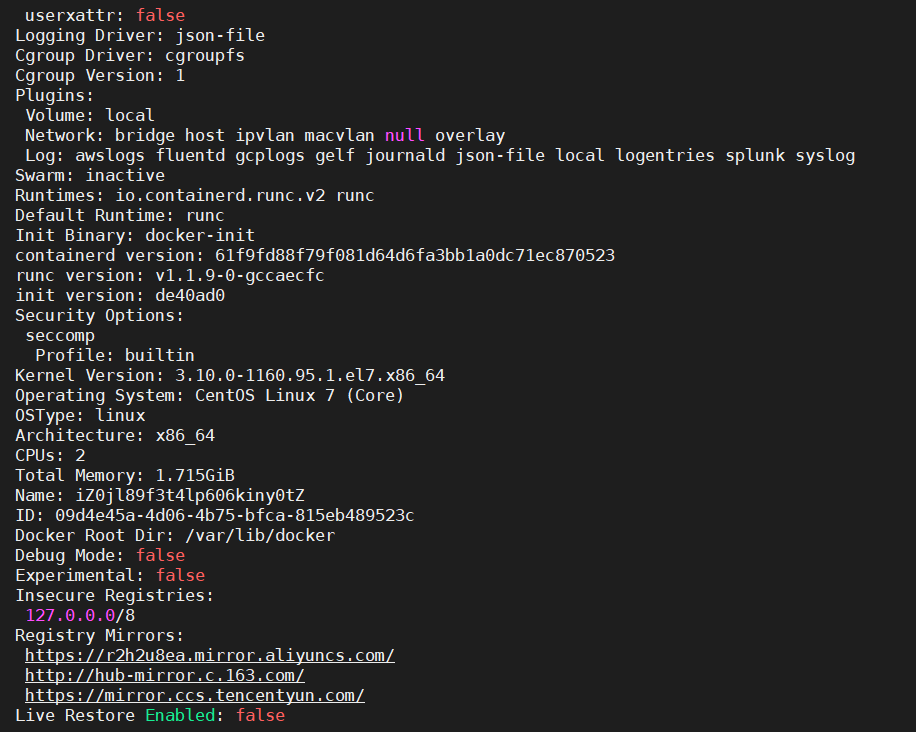 userxattr: false
Logging Driver: json-file
Cgroup Driver: cgroupfs
Cgroup Version: 1
Plugins:
Volume: local
Network: bridge host ipvlan macvlan null overlay
Log: awslogs fluentd gcplogs gelf journald json-file local logentries splunk syslog
Swarm: inactive
Runtimes: io.containerd.runc.v2 runc
Default Runtime: runc
Init Binary: docker-init
containerd version: 61f9fd88f79f081d64d6fa3bb1a0dc71ec870523
runc version: v1.1.9-0-gccaecfc
init version: de40ad0
Security Options:
seccomp
Profile: builtin
Kernel Version: 3.10.0-1160.95.1.el7.x86_64
Operating System: CentOS Linux 7 (Core)
OSType: linux
Architecture: x86_64
CPUs: 2
Total Memory: 1.715GiB
Name: iZ0jl89f3t4lp606kiny0tZ
ID: 09d4e45a-4d06-4b75-bfca-815eb489523c
Docker Root Dir: /var/lib/docker
Debug Mode: false
Experimental: false
Insecure Registries:
127.0.0.0/8
Registry Mirrors:
https://r2h2u8ea.mirror.aliyuncs.com/
http://hub-mirror.c.163.com/
https://mirror.ccs.tencentyun.com/
Live Restore Enabled: false